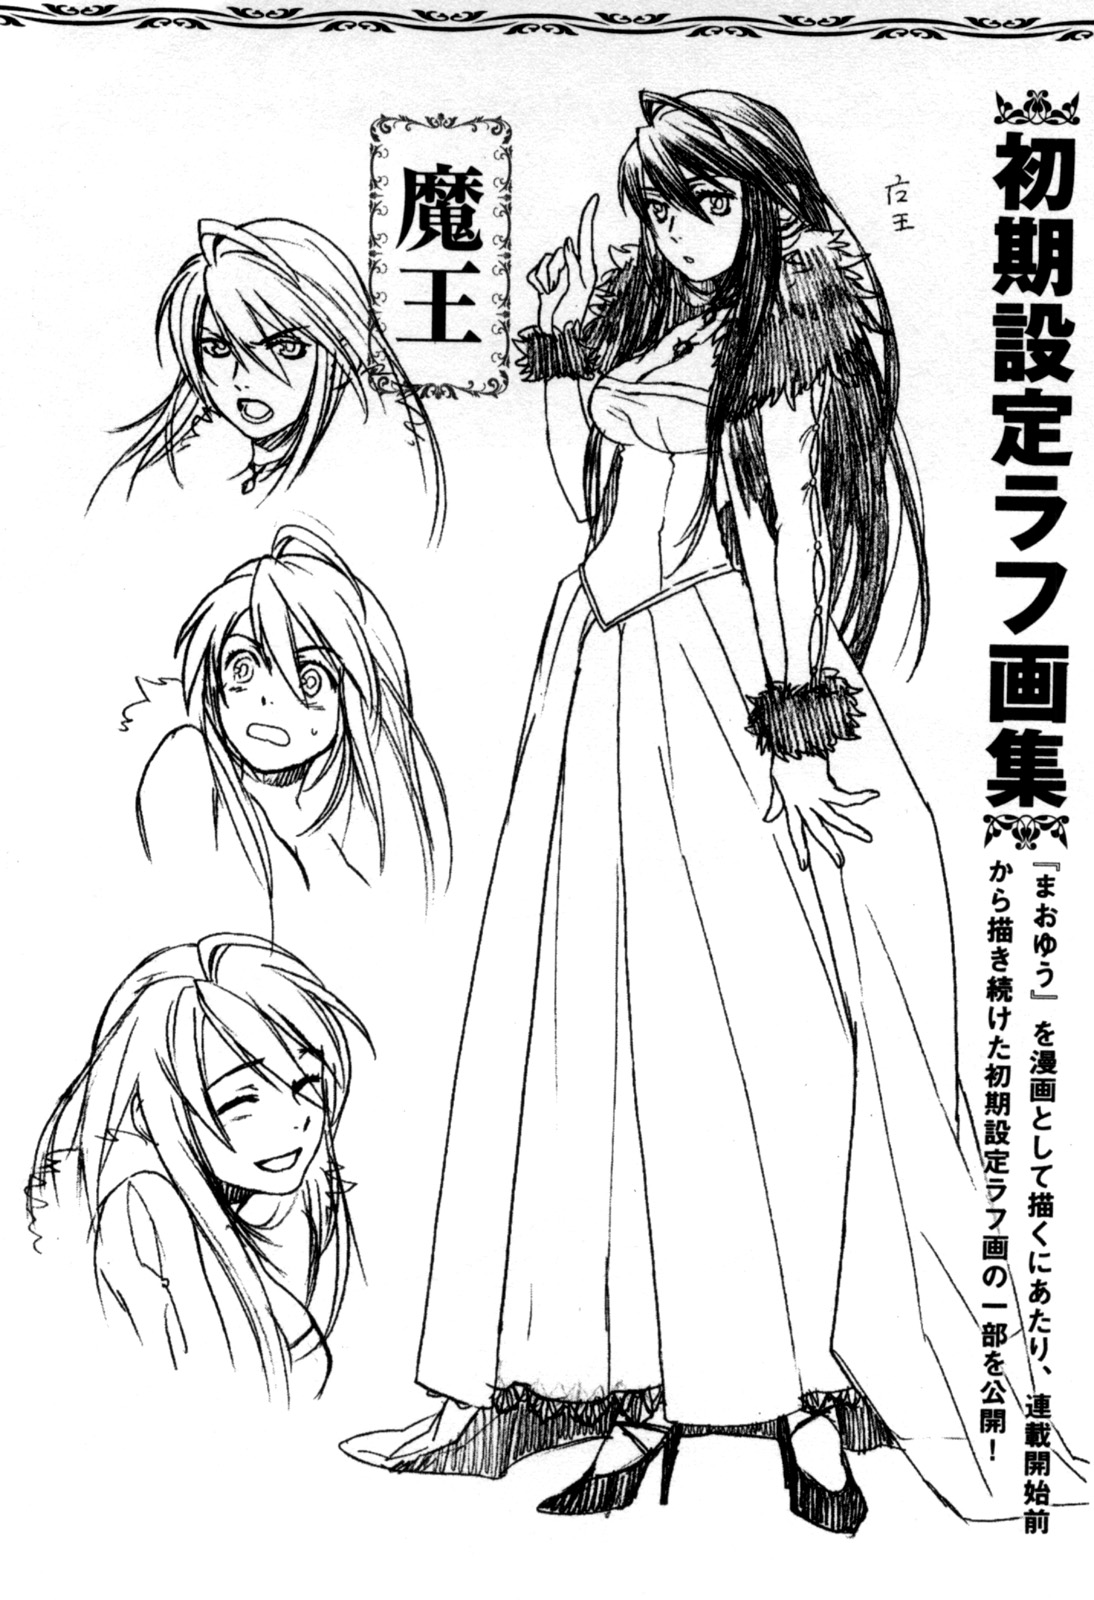 初期設定ラフ画集
『まおゆう』を漫画として描くにあたり、連載開始前
から描き続けた初期設定ラフ画の一部を公開！
魔王